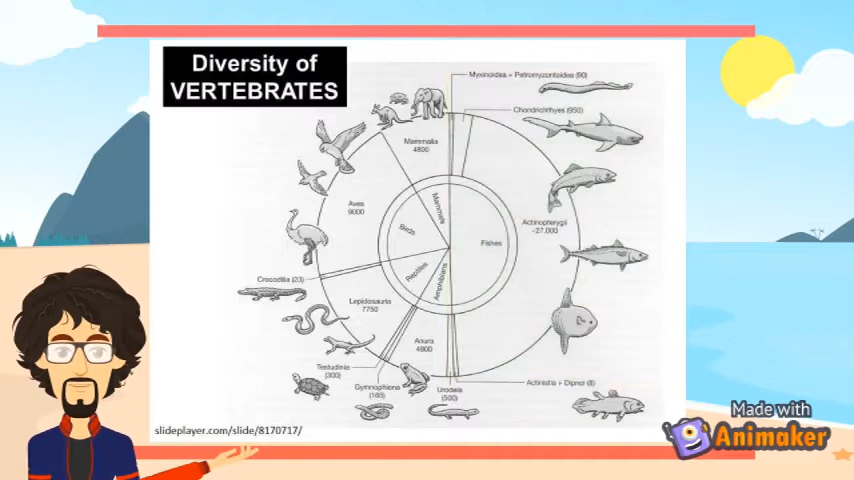 Diversity of
VERTEBRATES
Myxinoidea + Petromyzontoidea (90)
Chondrichthyes (950)
Mammalia
4800
Mammals
Aves
9000
Birds
Actinopterygii
~27,000
Fishes
Crocodilia (23)
Reptiles
Amphibians
Lepidosauria
7750
Anura
4800
Testudinia
(300)
Gymnophiona
(165)
Urodela
(500)
Actinistia + Dipnoi (8)
slideplayer.com/slide/8170717/
Made with
Animaker